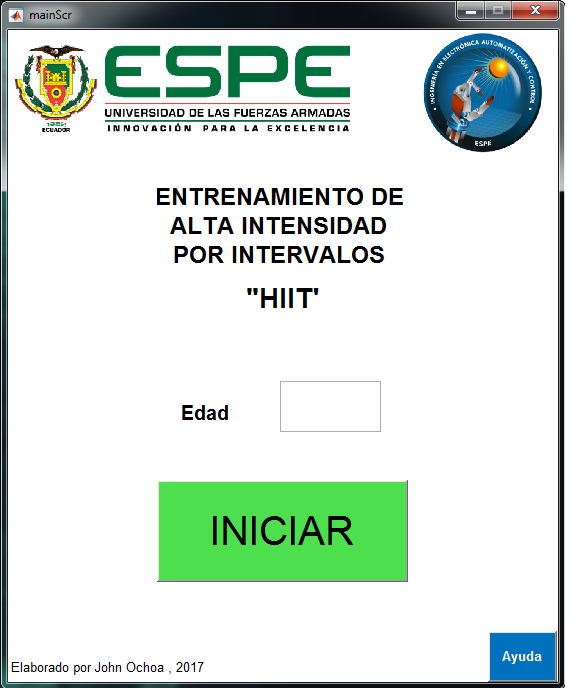 mainScr
ESPE
UNIVERSIDAD DE LAS FUERZAS ARMADAS
INNOVACIÓN PARA LA EXCELENCIA
ECUADOR
INGENIERÍA EN ELECTRÓNICA AUTOMATIZACIÓN Y CONTROL
ESPE
ENTRENAMIENTO DE
ALTA INTENSIDAD
POR INTERVALOS
"HIIT'
Edad
INICIAR
Ayuda
Elaborado por John Ochoa , 2017